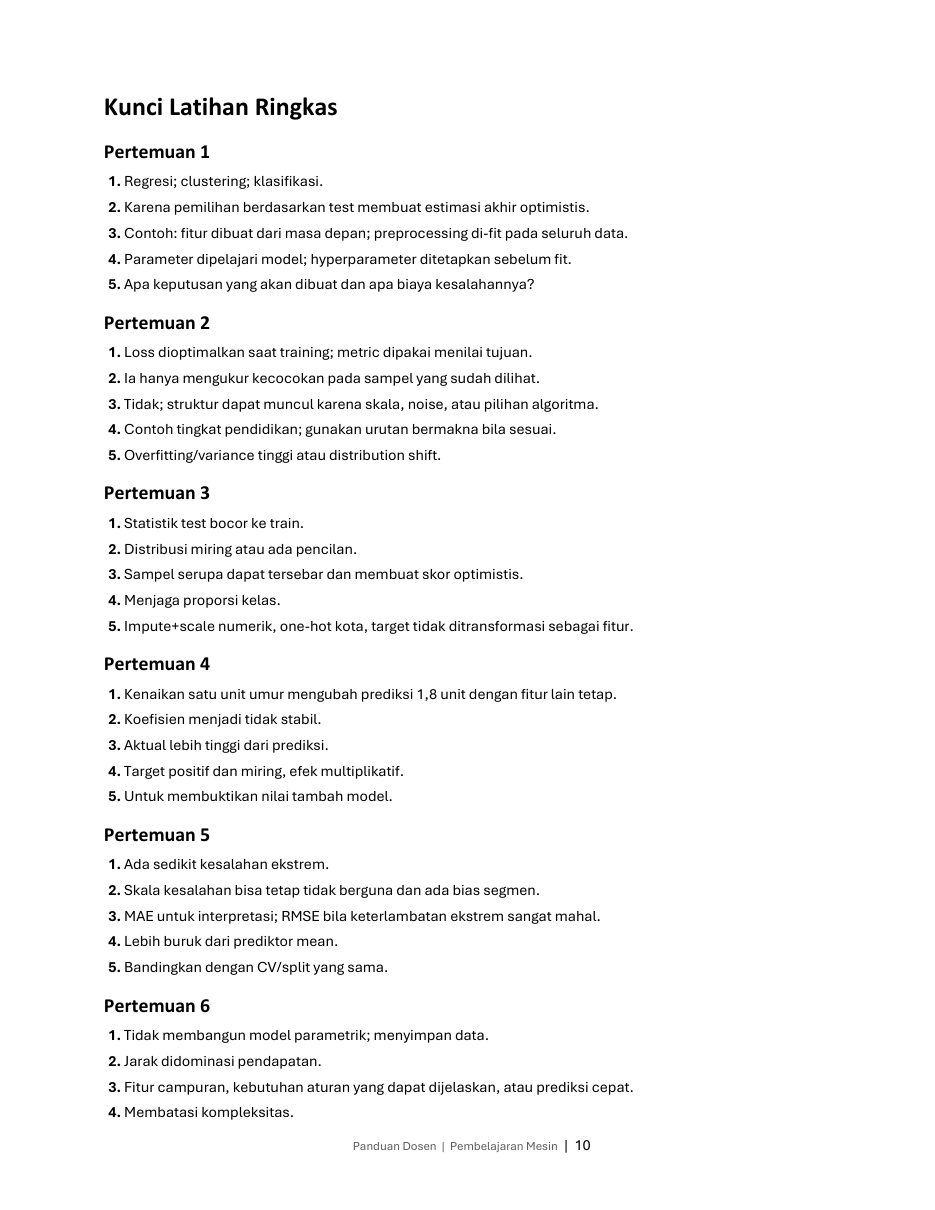 Kunci Latihan Ringkas
Pertemuan 1
1. Regresi; clustering; klasifikasi.
2. Karena pemilihan berdasarkan test membuat estimasi akhir optimistis.
3. Contoh: fitur dibuat dari masa depan; preprocessing di-fit pada seluruh data.
4. Parameter dipelajari model; hyperparameter ditetapkan sebelum fit.
5. Apa keputusan yang akan dibuat dan apa biaya kesalahannya?
Pertemuan 2
1. Loss dioptimalkan saat training; metric dipakai menilai tujuan.
2. Ia hanya mengukur kecocokan pada sampel yang sudah dilihat.
3. Tidak; struktur dapat muncul karena skala, noise, atau pilihan algoritma.
4. Contoh tingkat pendidikan; gunakan urutan bermakna bila sesuai.
5. Overfitting/variance tinggi atau distribution shift.
Pertemuan 3
1. Statistik test bocor ke train.
2. Distribusi miring atau ada pencilan.
3. Sampel serupa dapat tersebar dan membuat skor optimistis.
4. Menjaga proporsi kelas.
5. Impute+scale numerik, one-hot kota, target tidak ditransformasi sebagai fitur.
Pertemuan 4
1. Kenaikan satu unit umur mengubah prediksi 1,8 unit dengan fitur lain tetap.
2. Koefisien menjadi tidak stabil.
3. Aktual lebih tinggi dari prediksi.
4. Target positif dan miring, efek multiplikatif.
5. Untuk membuktikan nilai tambah model.
Pertemuan 5
1. Ada sedikit kesalahan ekstrem.
2. Skala kesalahan bisa tetap tidak berguna dan ada bias segmen.
3. MAE untuk interpretasi; RMSE bila keterlambatan ekstrem sangat mahal.
4. Lebih buruk dari prediktor mean.
5. Bandingkan dengan CV/split yang sama.
Pertemuan 6
1. Tidak membangun model parametrik; menyimpan data.
2. Jarak didominasi pendapatan.
3. Fitur campuran, kebutuhan aturan yang dapat dijelaskan, atau prediksi cepat.
4. Membatasi kompleksitas.
Panduan Dosen | Pembelajaran Mesin | 10